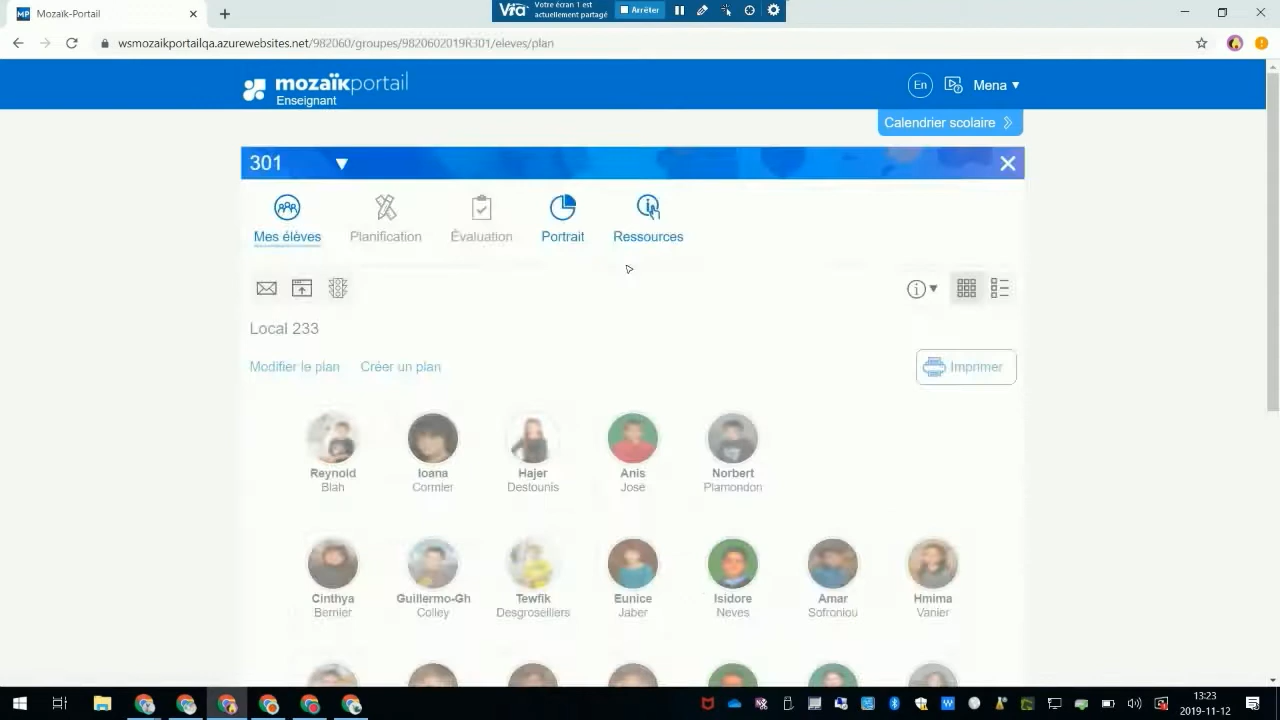 Mozaïk-Portail
Via
Votre écran 1 est
actuellement partagé
Arrêter
wsmozaikportailqa.azurewebsites.net/982060/groupes/9820602019R301/eleves/plan
mozaïkportail
Enseignant
En
Mena
Calendrier scolaire
301
Mes élèves
Planification
Évaluation
Portrait
Ressources
Local 233
Modifier le plan
Créer un plan
Imprimer
Reynold Ioana Hajer Anis Norbert
Blah Cormier Destounis José Plamondon
Cinthya Guillermo-Gh Tewfik Eunice Isidore Amar Hmima
Bernier Colley Desgroseillers Jaber Neves Sofroniou Vanier
13:23
2019-11-12